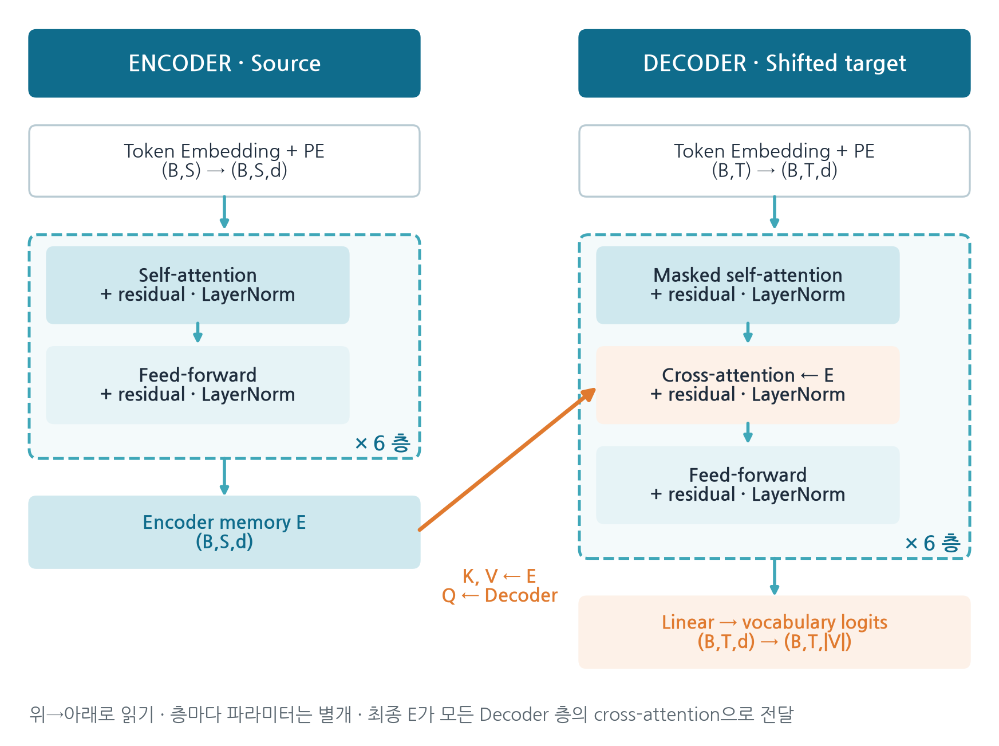 ENCODER · Source
Token Embedding + PE
(B,S) → (B,S,d)
Self-attention
+ residual · LayerNorm
Feed-forward
+ residual · LayerNorm
× 6 층
Encoder memory E
(B,S,d)
K, V ← E
Q ← Decoder
DECODER · Shifted target
Token Embedding + PE
(B,T) → (B,T,d)
Masked self-attention
+ residual · LayerNorm
Cross-attention ← E
+ residual · LayerNorm
Feed-forward
+ residual · LayerNorm
× 6 층
Linear → vocabulary logits
(B,T,d) → (B,T,|V|)
위→아래로 읽기 · 층마다 파라미터는 별개 · 최종 E가 모든 Decoder 층의 cross-attention으로 전달